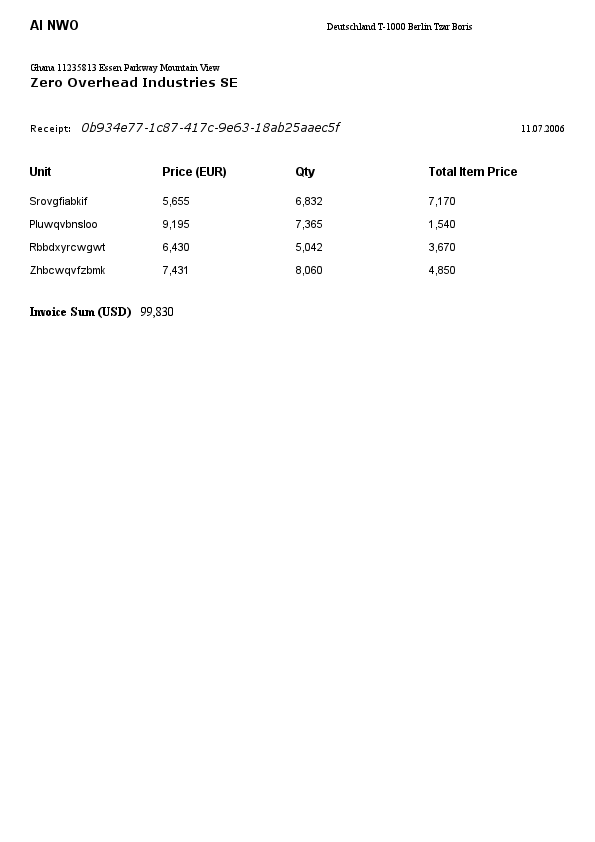 AI NWO Deutschland T-1000 Berlin Tzar Boris
Ghana 11235813 Essen Parkway Mountain View
Zero Overhead Industries SE
Receipt: 0b934e77-1c87-417c-9e63-18ab25aaec5f 11.07.2006
Unit Price (EUR) Qty Total Item Price
Srovgfiabkif 5,655 6,832 7,170
Pluwqvbnsloo 9,195 7,365 1,540
Rbbdxyrcwgwt 6,430 5,042 3,670
Zhbcwqvfzbmk 7,431 8,060 4,850
Invoice Sum (USD) 99,830